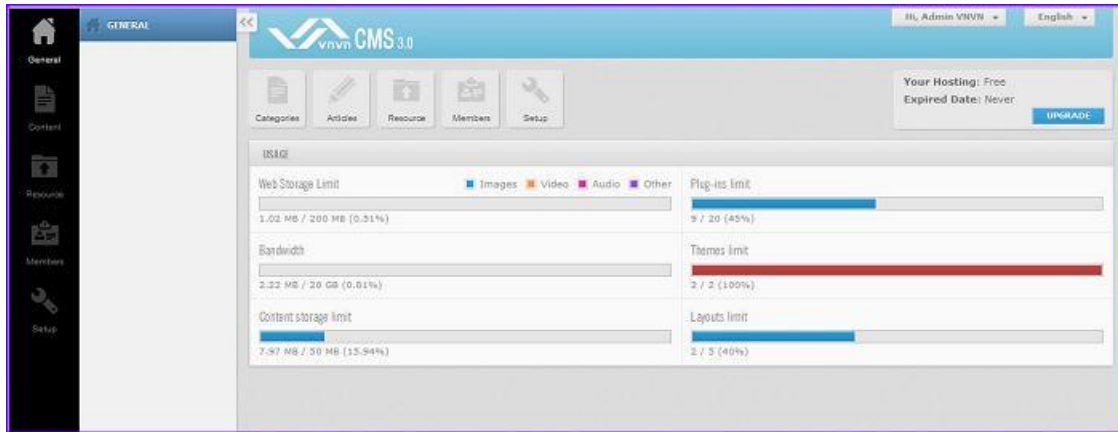 General
Content
Resource
Members
Setup
GENERAL
<<
vnvn CMS 3.0
Hi, Admin VNVN
English
Categories
Articles
Resource
Members
Setup
Your Hosting: Free
Expired Date: Never
UPGRADE
USAGE
Web Storage Limit
Images Video Audio Other
1.02 MB / 200 MB (0.51%)
Plug-ins limit
9 / 20 (45%)
Bandwidth
2.22 MB / 20 GB (0.01%)
Themes limit
2 / 2 (100%)
Content storage limit
7.97 MB / 50 MB (15.94%)
Layouts limit
2 / 5 (40%)